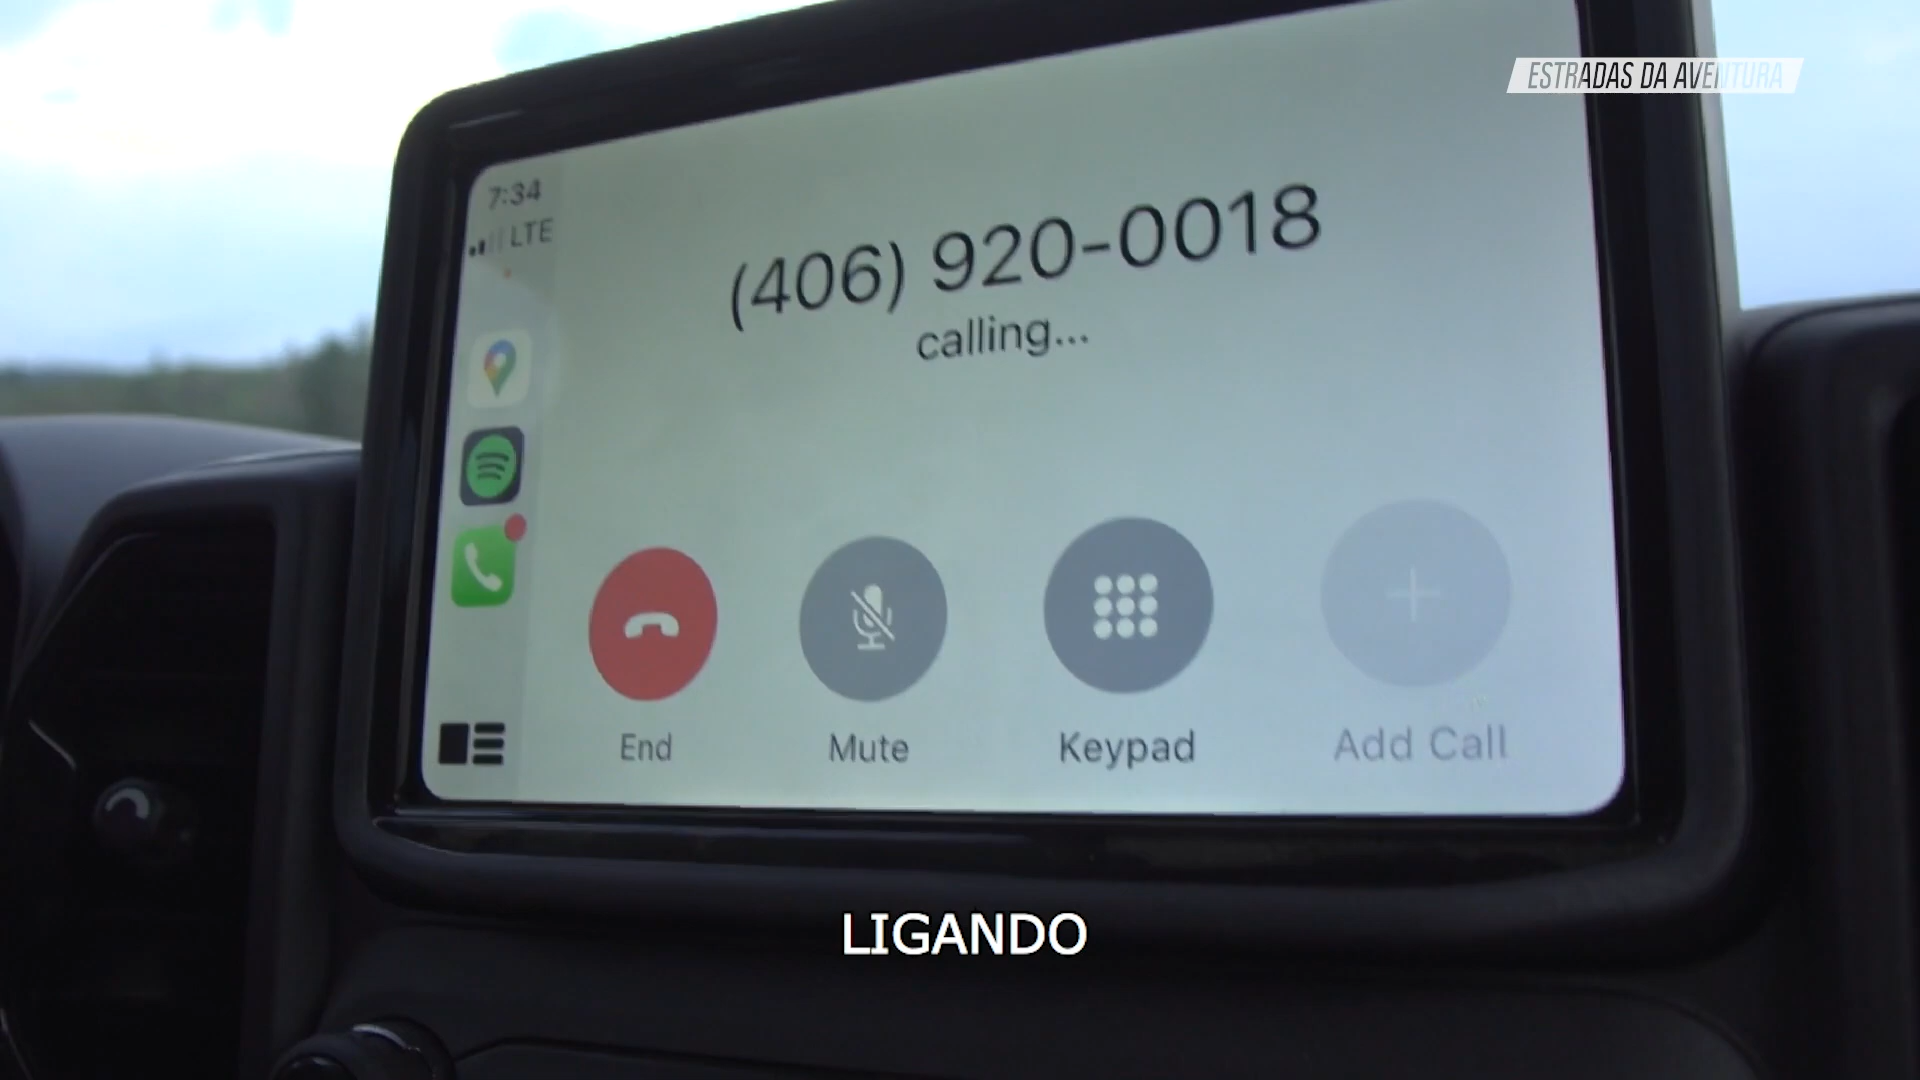 ESTRADAS DA AVENTURA
7:34
LTE
(406) 920-0018
calling...
End
Mute
Keypad
Add Call
LIGANDO